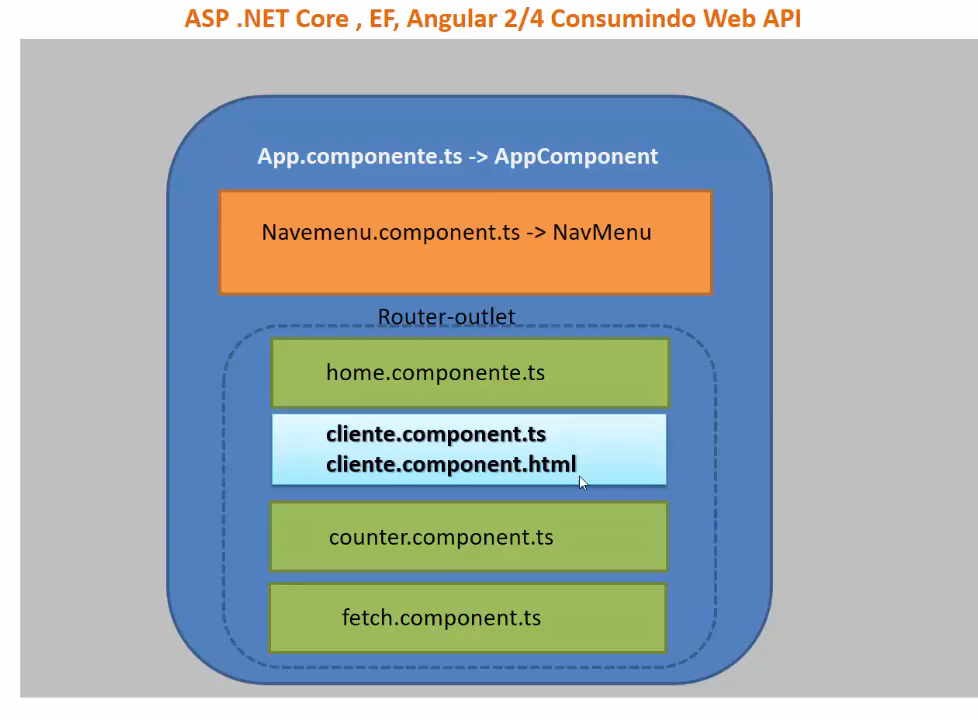 ASP .NET Core , EF, Angular 2/4 Consumindo Web API
App.componente.ts -> AppComponent
Navemenu.component.ts -> NavMenu
Router-outlet
home.componente.ts
cliente.component.ts
cliente.component.html
counter.component.ts
fetch.component.ts